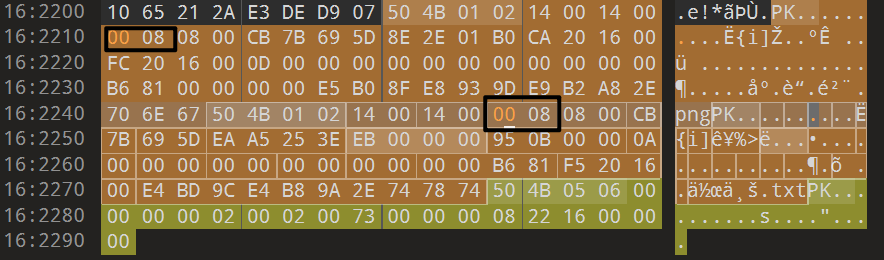 16:2200 10 65 21 2A E3 DE D9 07 50 4B 01 02 14 00 14 00 .e!*ãÞÙ.PK......
16:2210 00 08 08 00 CB 7B 69 5D 8E 2E 01 B0 CA 20 16 00 ....Ë{i]Ž..°Ê ..
16:2220 FC 20 16 00 0D 00 00 00 00 00 00 00 00 00 00 00 ü ..............
16:2230 B6 81 00 00 00 00 E5 B0 8F E8 93 9D E9 B2 A8 2E ¶.....å°.è“.é²¨.
16:2240 70 6E 67 50 4B 01 02 14 00 14 00 00 08 08 00 CB pngPK..........Ë
16:2250 7B 69 5D EA A5 25 3E EB 00 00 00 95 0B 00 00 0A {i]ê¥%>ë...•....
16:2260 00 00 00 00 00 00 00 00 00 00 00 B6 81 F5 20 16 ...........¶.õ .
16:2270 00 E4 BD 9C E4 B8 9A 2E 74 78 74 50 4B 05 06 00 .ä½œä¸š.txtPK...
16:2280 00 00 00 02 00 02 00 73 00 00 00 08 22 16 00 00 .......s...."...
16:2290 00 .